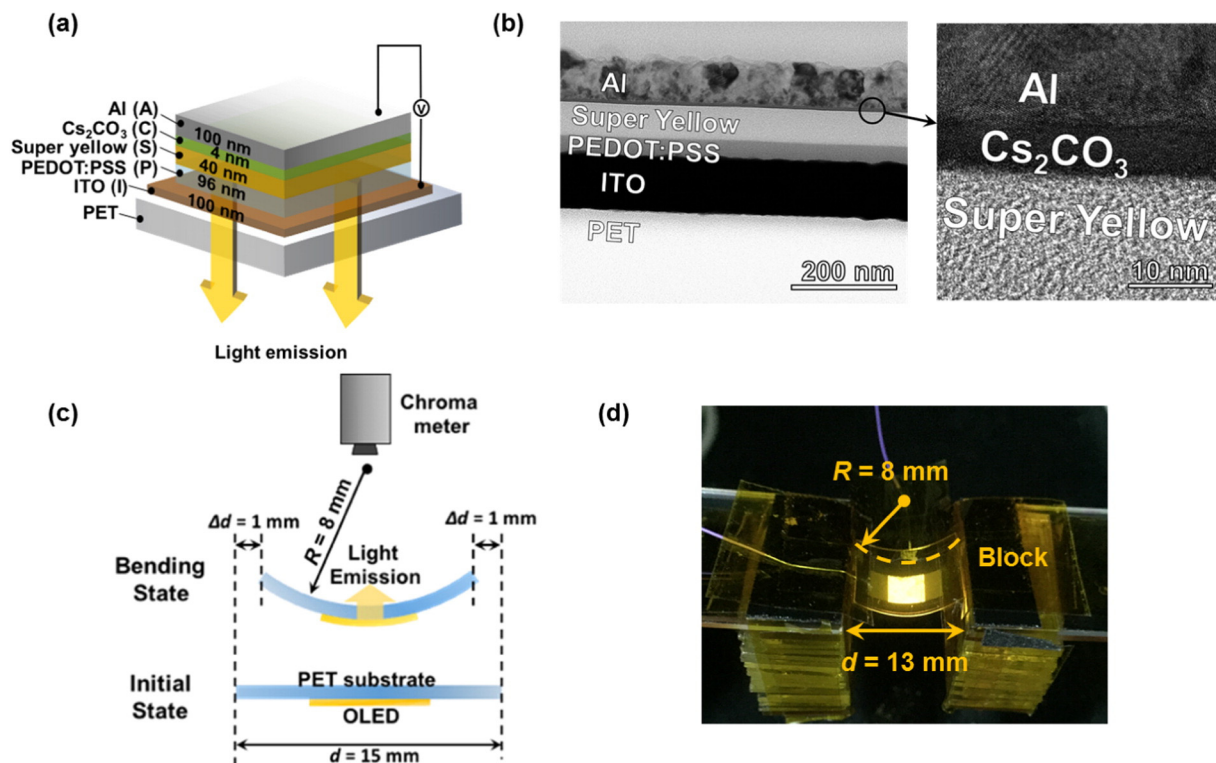 (a)
Al (A)
Cs₂CO₃ (C)
Super yellow (S)
PEDOT:PSS (P)
ITO (I)
PET
100 nm
4 nm
40 nm
96 nm
100 nm
V
Light emission
(b)
Al
Super Yellow
PEDOT:PSS
ITO
PET
200 nm
Al
Cs₂CO₃
Super Yellow
10 nm
(c)
Chroma
meter
R = 8 mm
Δd = 1 mm
Δd = 1 mm
Light
Emission
Bending
State
PET substrate
Initial
State
OLED
d = 15 mm
(d)
R = 8 mm
Block
d = 13 mm